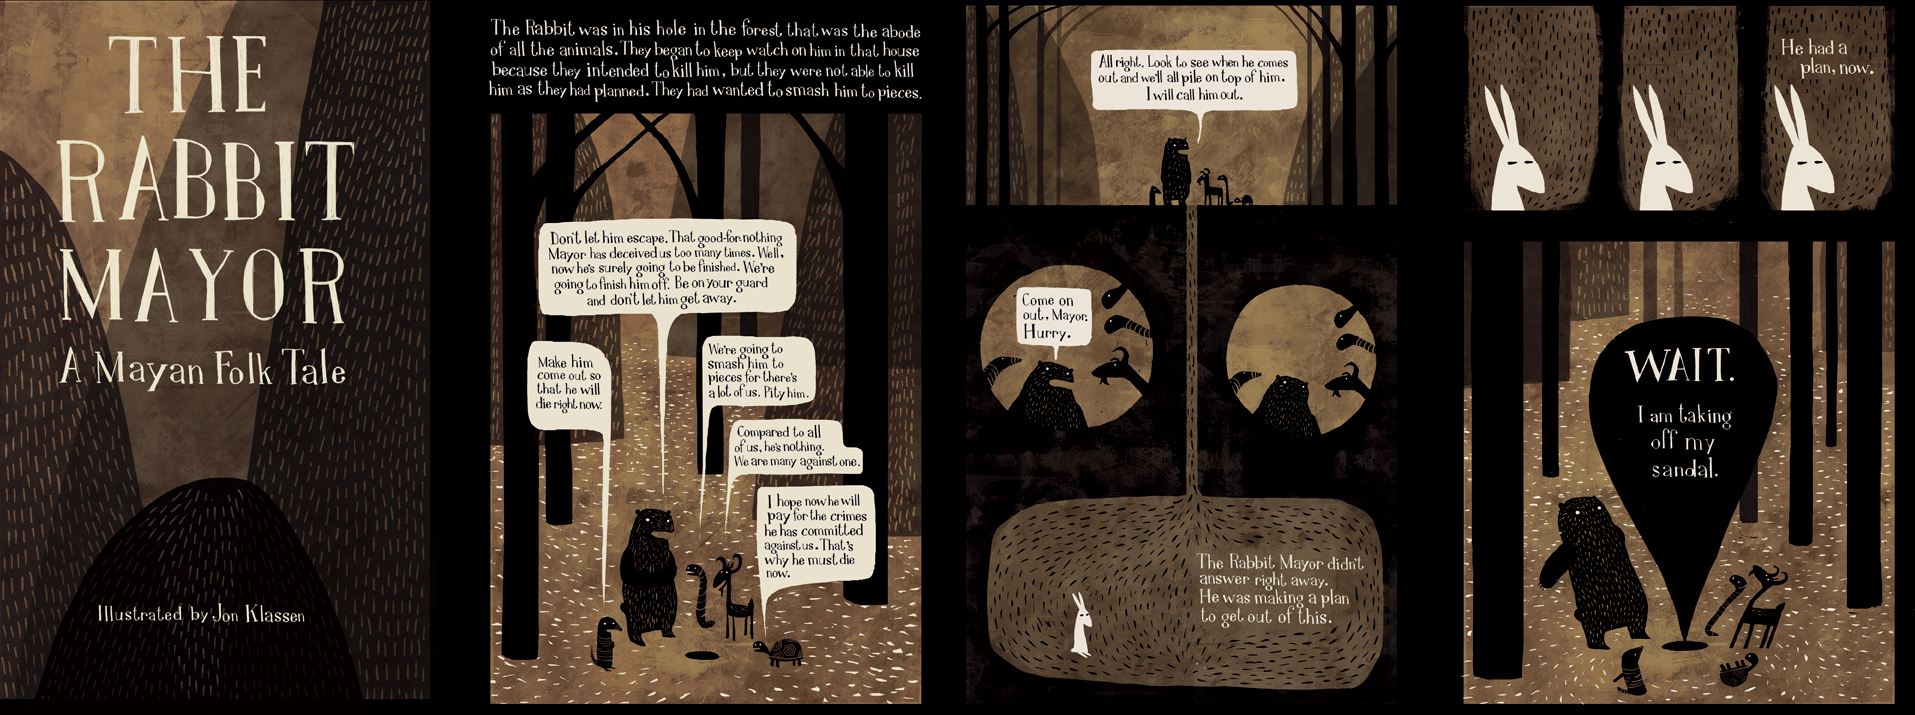 THE
RABBIT
MAYOR
A Mayan Folk Tale
Illustrated by Jon Klassen
The Rabbit was in his hole in the forest that was the abode
of all the animals. They began to keep watch on him in that house
because they intended to kill him, but they were not able to kill
him as they had planned. They had wanted to smash him to pieces.
Don't let him escape. That good-for-nothing
Mayor has deceived us too many times. Well,
now he's surely going to be finished. We're
going to finish him off. Be on your guard
and don't let him get away.
Make him
come out so
that he will
die right now.
We're going to
smash him to
pieces for there's
a lot of us. Pity him.
Compared to all
of us, he's nothing.
We are many against one.
I hope now he will
pay for the crimes
he has committed
against us. That's
why he must die
now.
All right. Look to see when he comes
out and we'll all pile on top of him.
I will call him out.
Come on
out, Mayor.
Hurry.
The Rabbit Mayor didn't
answer right away.
He was making a plan
to get out of this.
He had a
plan, now.
WAIT.
I am taking
off my
sandal.